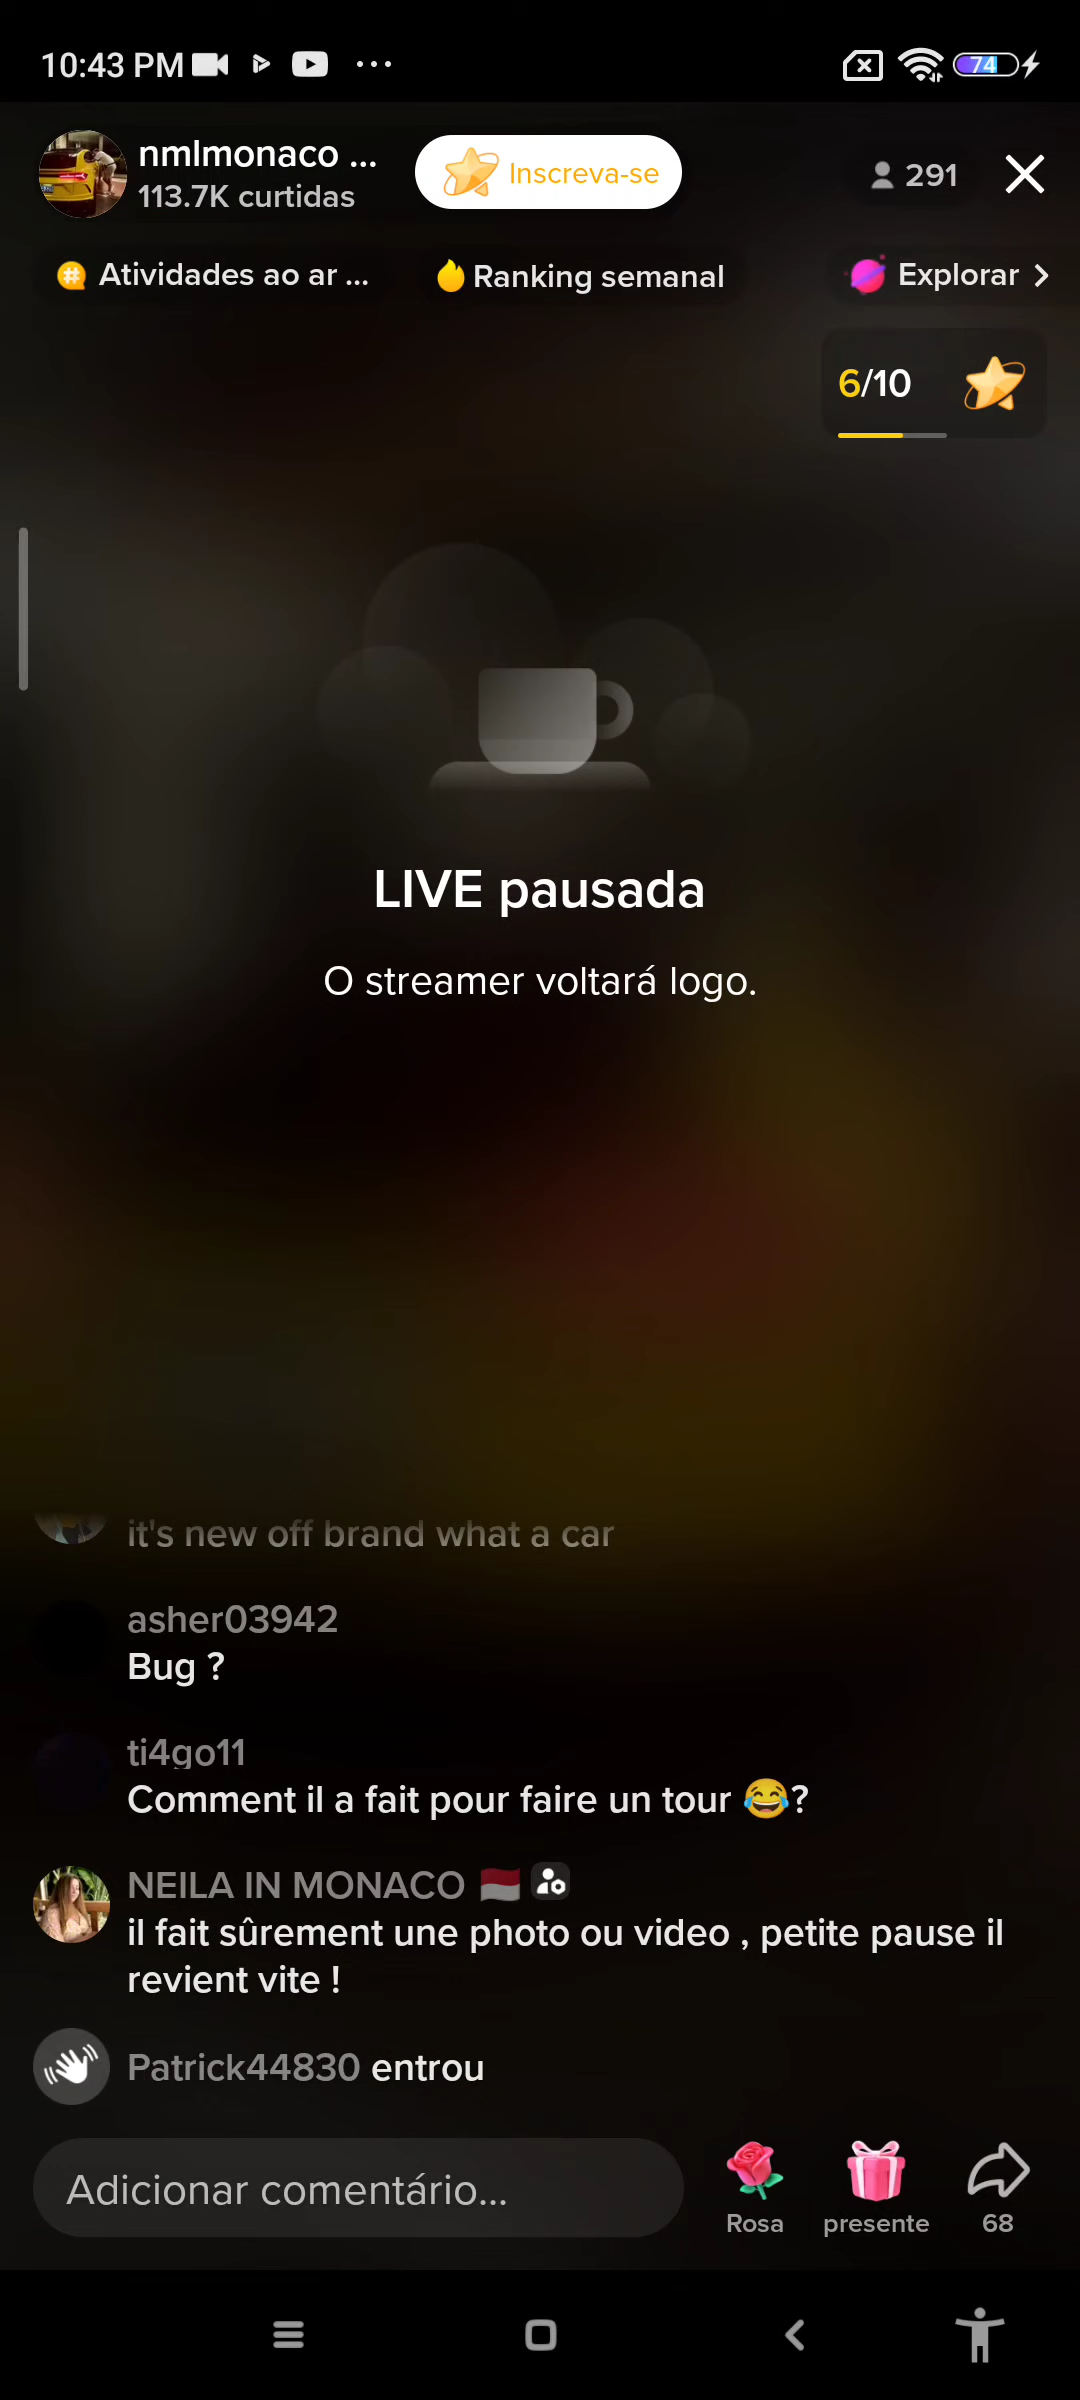 10:43 PM
74
nmlmonaco ...
113.7K curtidas
Inscreva-se
291
Atividades ao ar ...
Ranking semanal
Explorar
6/10
LIVE pausada
O streamer voltará logo.
it's new off brand what a car
asher03942
Bug ?
ti4go11
Comment il a fait pour faire un tour 😂?
NEILA IN MONACO 🇮🇩
il fait sûrement une photo ou video , petite pause il
revient vite !
Patrick44830 entrou
Adicionar comentário...
Rosa
presente
68